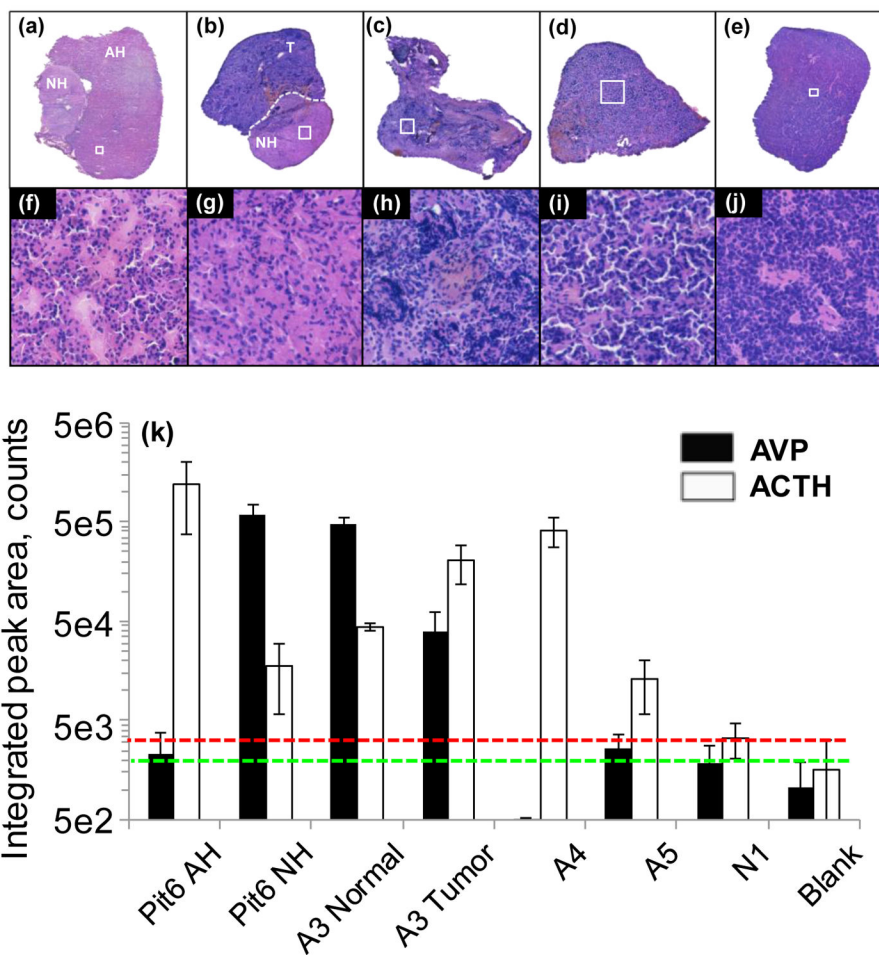 (a)
AH
NH
(b)
T
NH
(c)
(d)
(e)
(f)
(g)
(h)
(i)
(j)
(k)
Integrated peak area, counts
5e6
5e5
5e4
5e3
5e2
AVP
ACTH
Pit6 AH
Pit6 NH
A3 Normal
A3 Tumor
A4
A5
N1
Blank